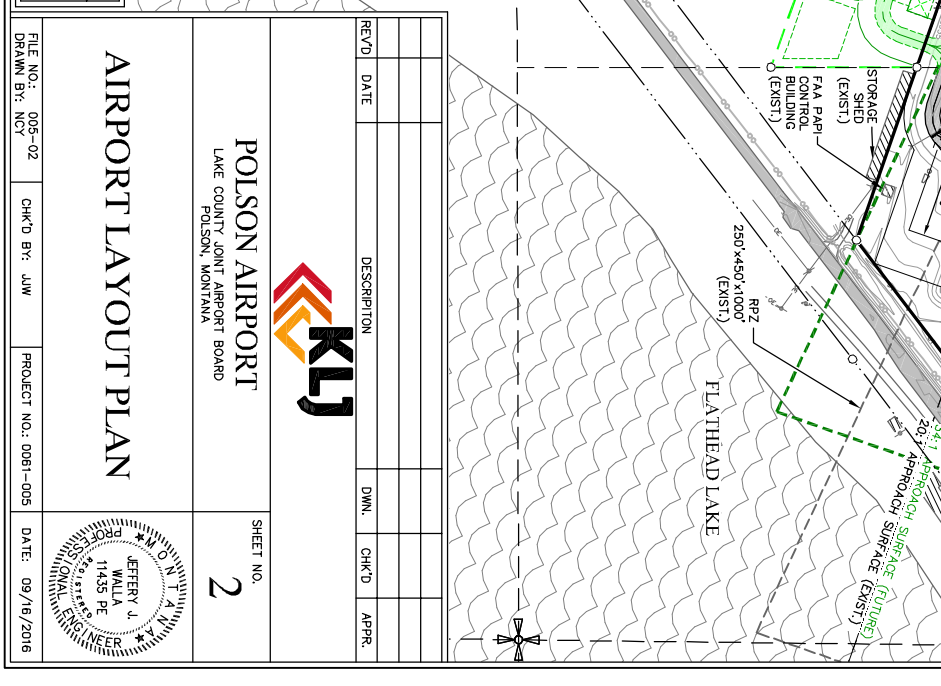 STORAGE
SHED
(EXIST.)
FAA PAPI
CONTROL
BUILDING
(EXIST.)
RPZ
250'x450'x1000'
(EXIST.)
FLATHEAD LAKE
34:1 APPROACH SURFACE (FUTURE)
20:1 APPROACH SURFACE (EXIST.)
REV'D DATE DESCRIPITON DWN. CHK'D APPR.
KLJ
POLSON AIRPORT
LAKE COUNTY JOINT AIRPORT BOARD
POLSON, MONTANA
SHEET NO.
2
AIRPORT LAYOUT PLAN
MONTANA
JEFFERY J.
WALLA
11435 PE
REGISTERED
PROFESSIONAL ENGINEER
FILE NO.: 005-02
DRAWN BY: NCY
CHK'D BY: JJW
PROJECT NO.: 0061-005
DATE: 09/16/2016